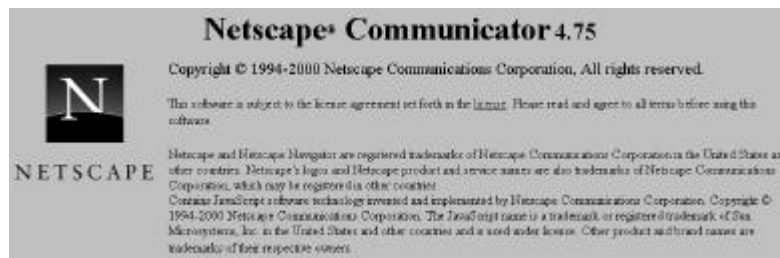 Netscape® Communicator 4.75
Copyright © 1994-2000 Netscape Communications Corporation, All rights reserved.
This software is subject to the license agreement set forth in the license. Please read and agree to all terms before using this
software.
N
NETSCAPE
Netscape and Netscape Navigator are registered trademarks of Netscape Communications Corporation in the United States an
other countries. Netscape's logos and Netscape product and service names are also trademarks of Netscape Communications
Corporation, which may be registered in other countries.
Contains JavaScript software technology invented and implemented by Netscape Communications Corporation. Copyright ©
1994-2000 Netscape Communications Corporation. The JavaScript name is a trademark or registered trademark of Sun
Microsystems, Inc. in the United States and other countries and is used under license. Other product and brand names are
trademarks of their respective owners.